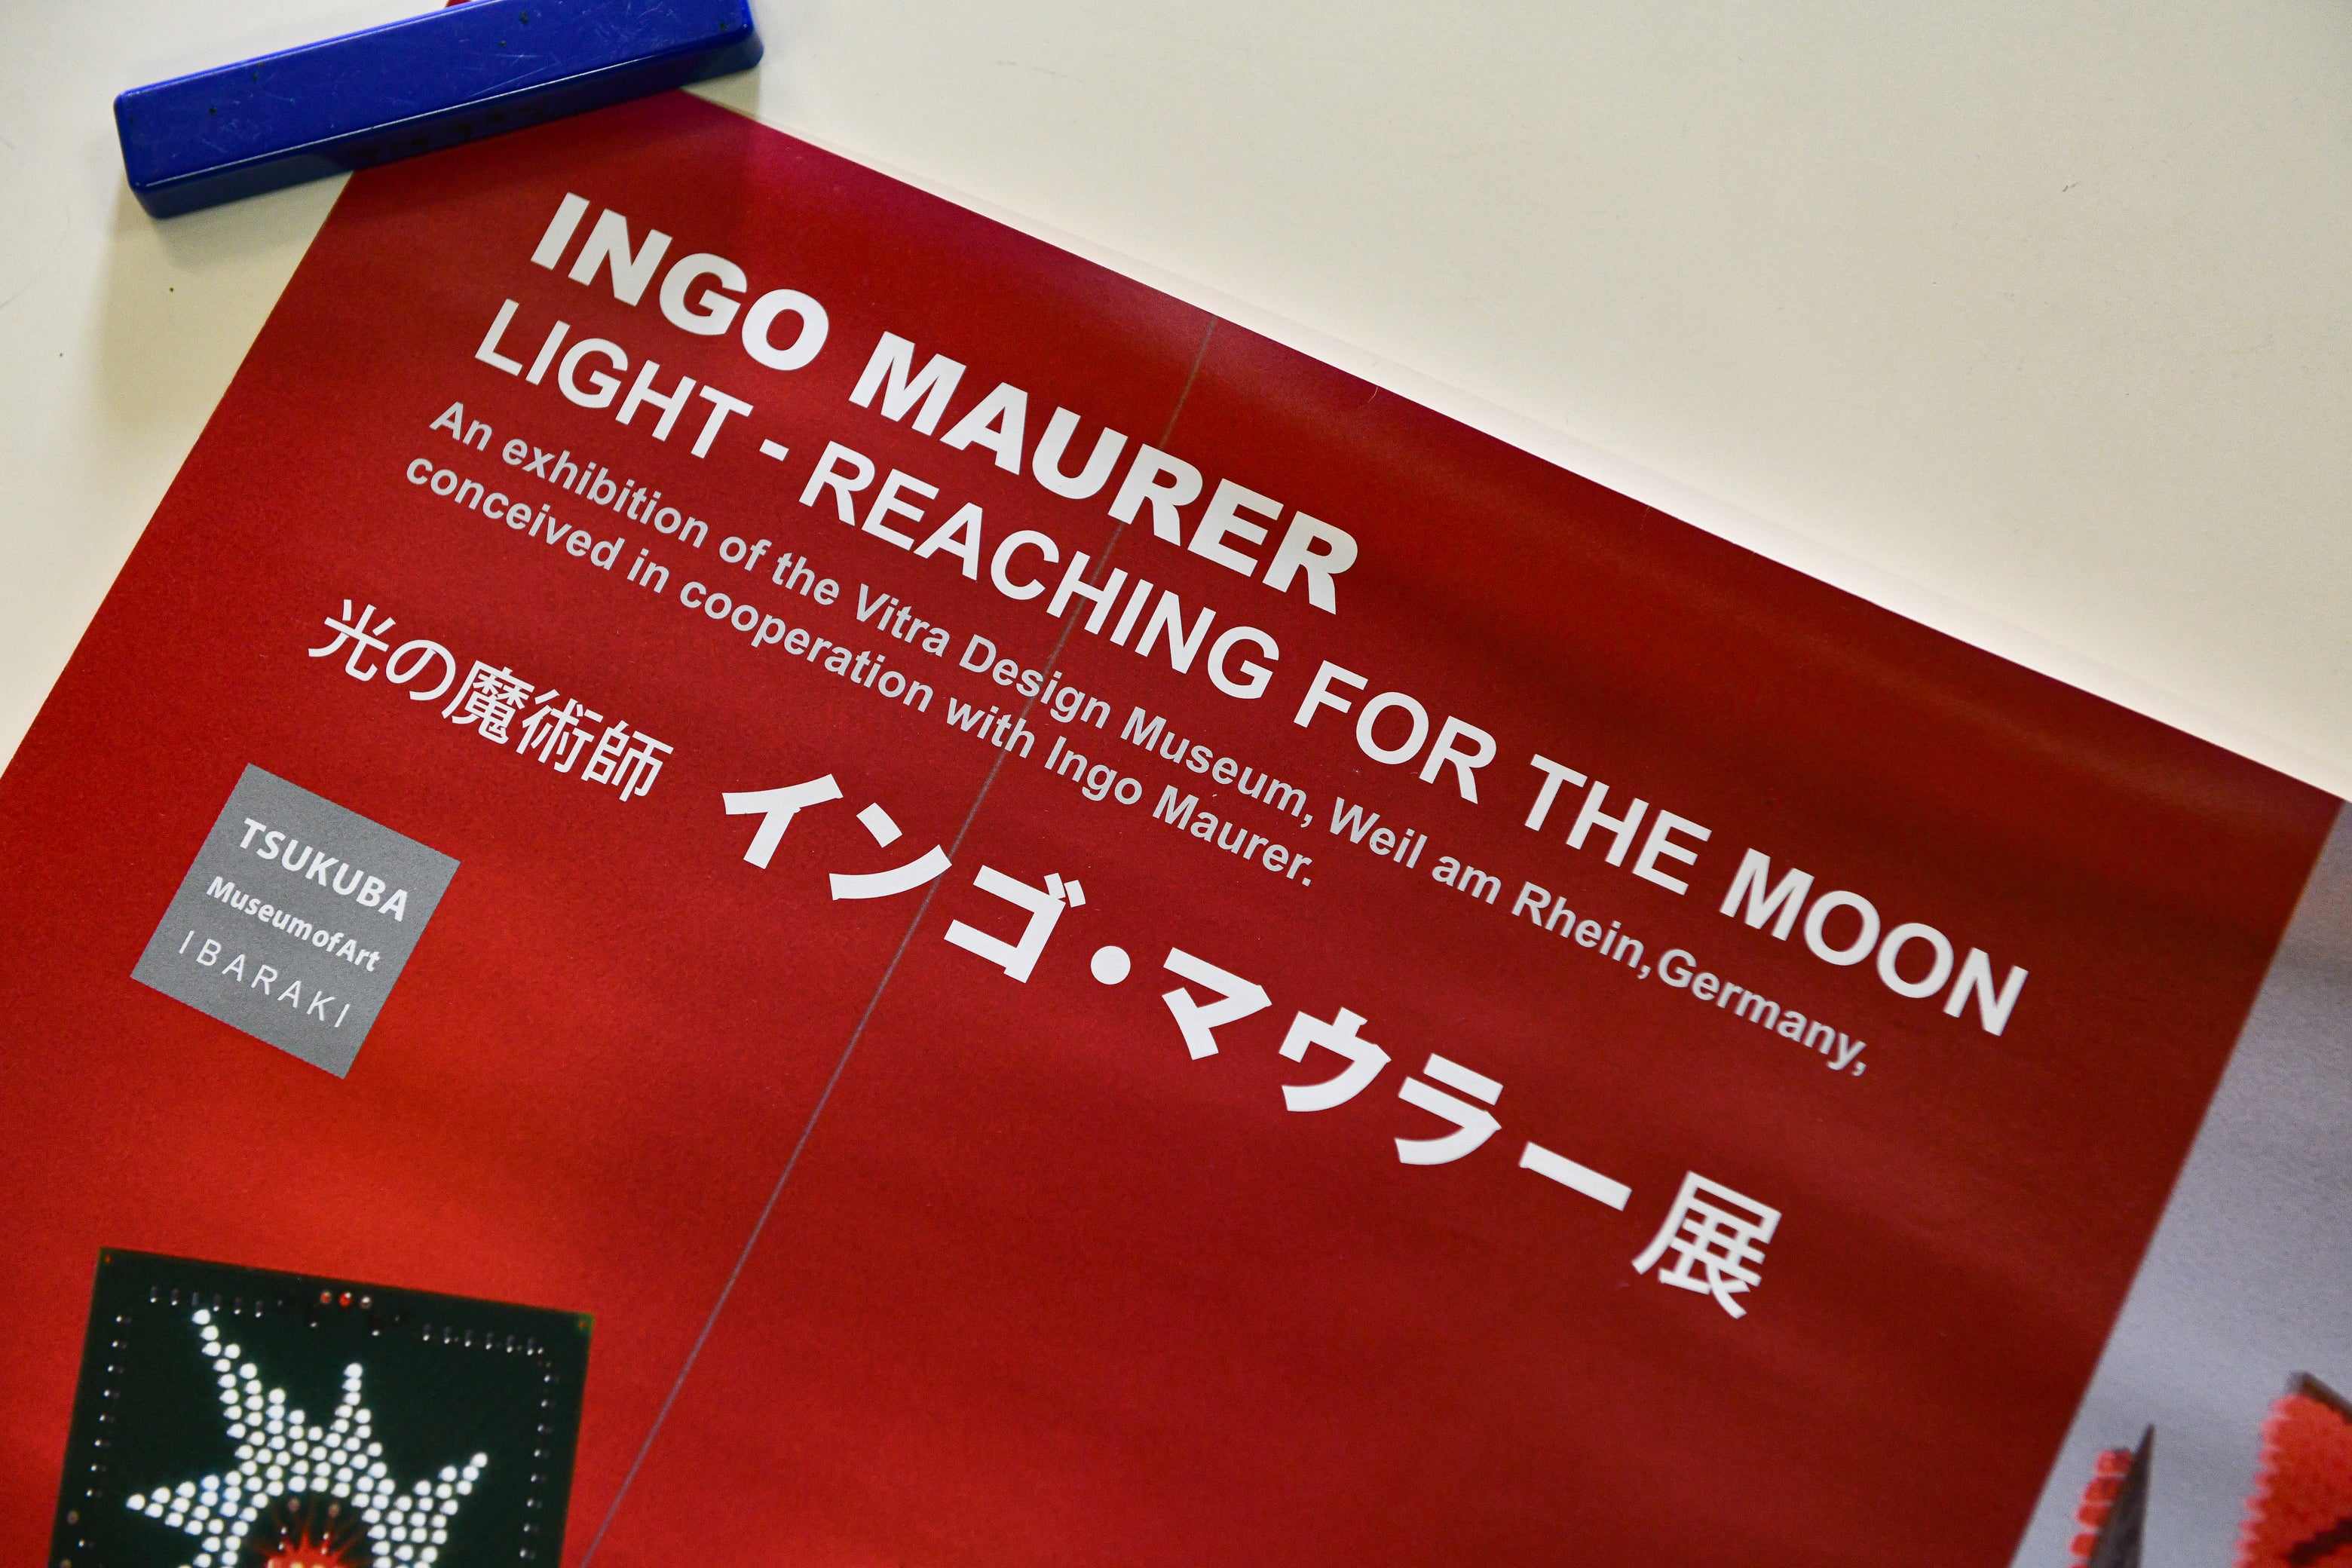 INGO MAURER
LIGHT - REACHING FOR THE MOON
An exhibition of the Vitra Design Museum, Weil am Rhein,Germany,
conceived in cooperation with Ingo Maurer.
光の魔術師 インゴ・マウラー展
TSUKUBA
MuseumofArt
IBARAKI